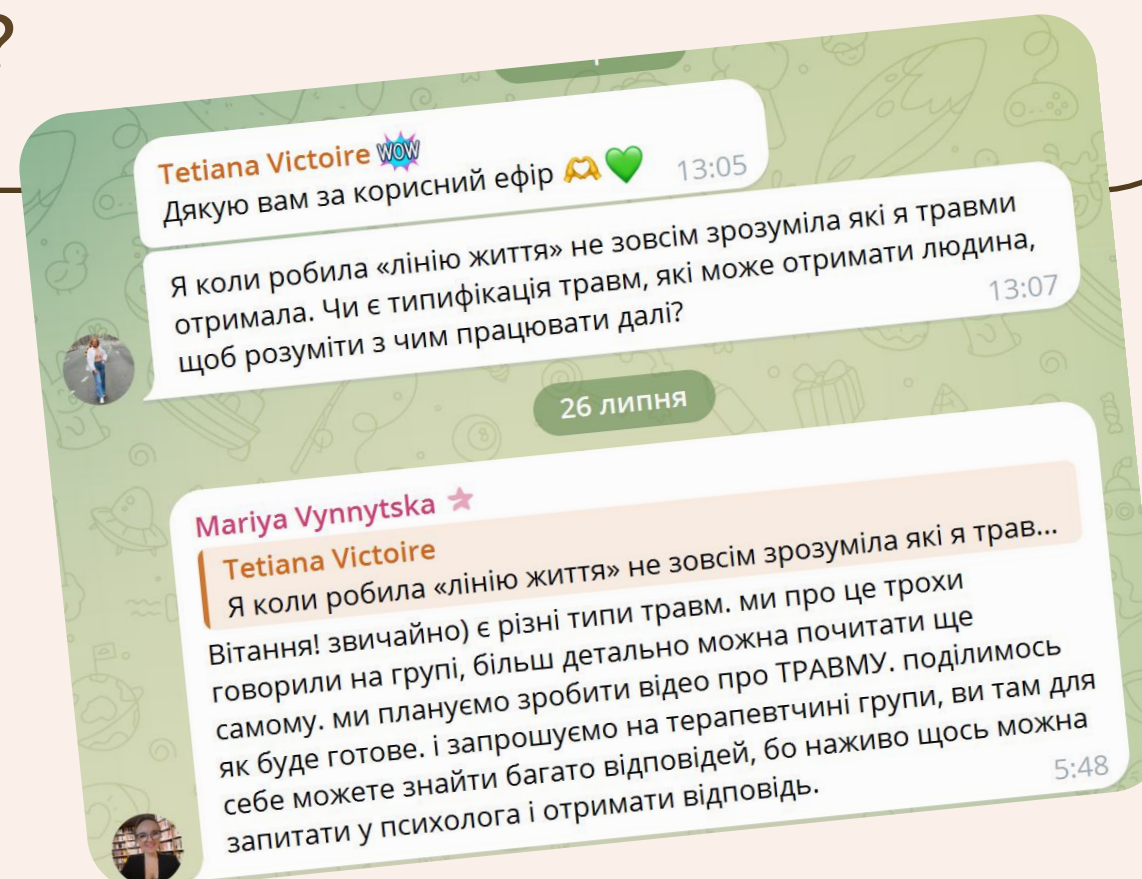 ?
Tetiana Victoire WOW
Дякую вам за корисний ефір 🫶💚 13:05
Я коли робила «лінію життя» не зовсім зрозуміла які я травми
отримала. Чи є типифікація травм, які може отримати людина,
щоб розуміти з чим працювати далі? 13:07
26 липня
Mariya Vynnytska
Tetiana Victoire
Я коли робила «лінію життя» не зовсім зрозуміла які я трав...
Вітання! звичайно) є різні типи травм. ми про це трохи
говорили на групі, більш детально можна почитати ще
самому. ми плануємо зробити відео про ТРАВМУ. поділимось
як буде готове. і запрошуємо на терапевтчині групи, ви там для
себе можете знайти багато відповідей, бо наживо щось можна
запитати у психолога і отримати відповідь. 5:48